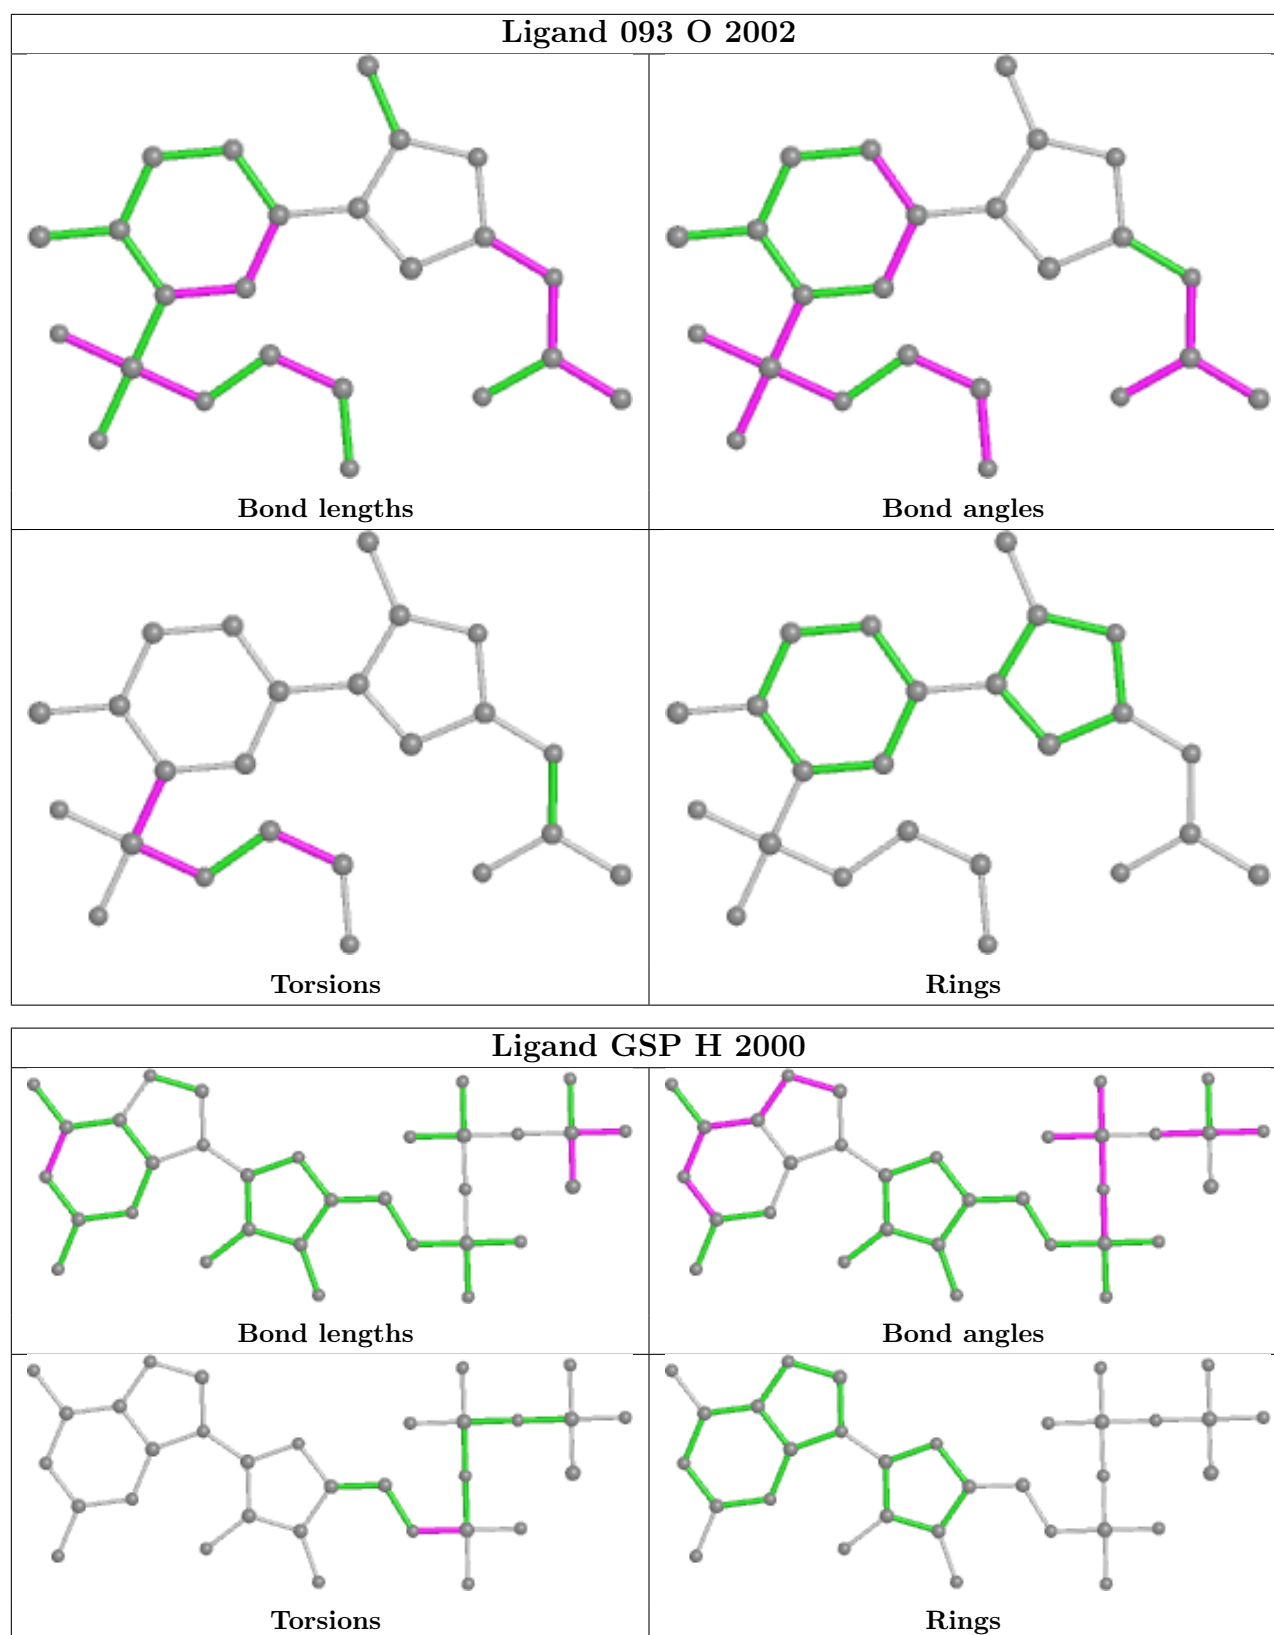 Ligand 093 O 2002
Bond lengths
Bond angles
Torsions
Rings
Ligand GSP H 2000
Bond lengths
Bond angles
Torsions
Rings